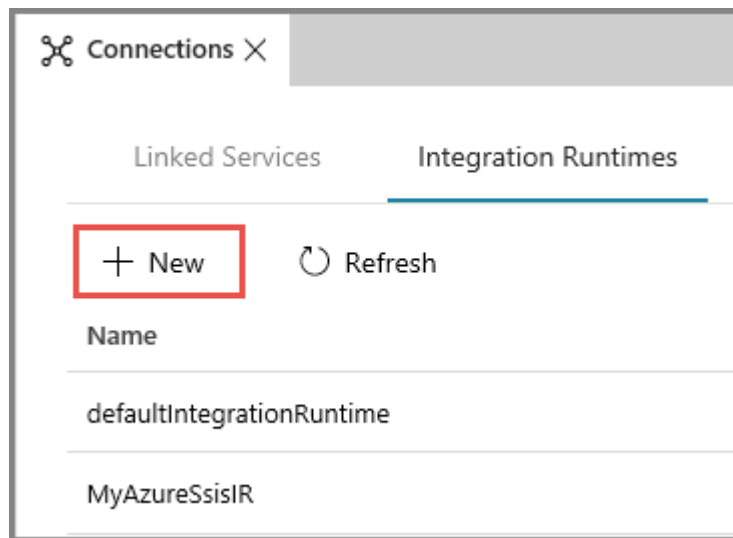 Connections
Linked Services Integration Runtimes
New Refresh
Name
defaultIntegrationRuntime
MyAzureSsisIR